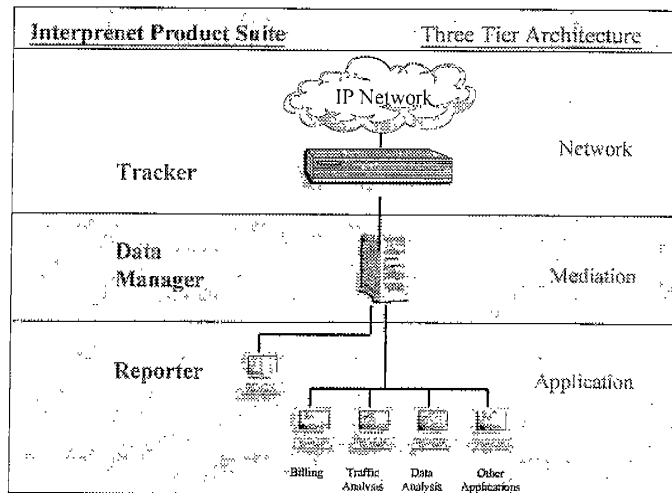 Interprenet Product Suite
Three Tier Architecture
IP Network
Tracker
Network
Data
Manager
Mediation
Reporter
Application
Billing
Traffic
Analysis
Data
Analysis
Other
Applications